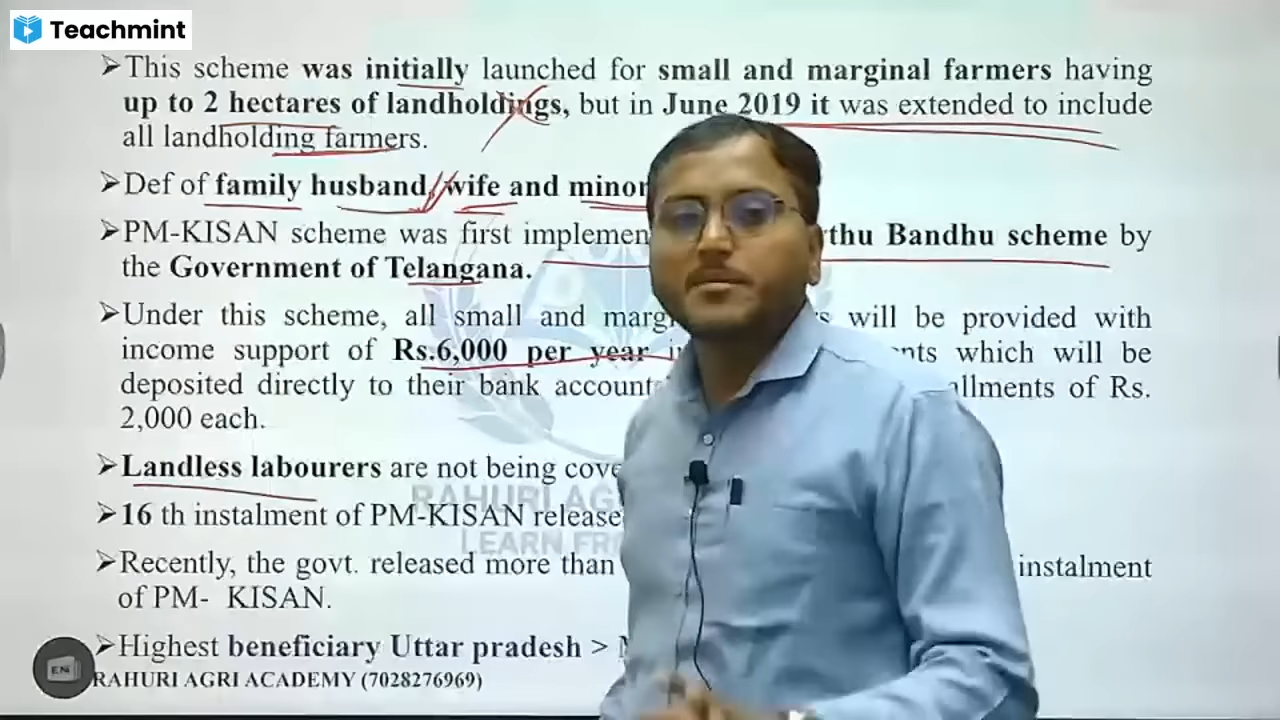 Teachmint
➢This scheme was initially launched for small and marginal farmers having
up to 2 hectares of landholdings, but in June 2019 it was extended to include
all landholding farmers.
➢Def of family husband, wife and minor
➢PM-KISAN scheme was first implemen rthu Bandhu scheme by
the Government of Telangana.
➢Under this scheme, all small and marg will be provided with
income support of Rs.6,000 per year which will be
deposited directly to their bank account allments of Rs.
2,000 each.
➢Landless labourers are not being cove
➢16 th instalment of PM-KISAN release
➢Recently, the govt. released more than instalment
of PM- KISAN.
➢Highest beneficiary Uttar pradesh >
EN
RAHURI AGRI ACADEMY (7028276969)
RAHURI AG
LEARN FR